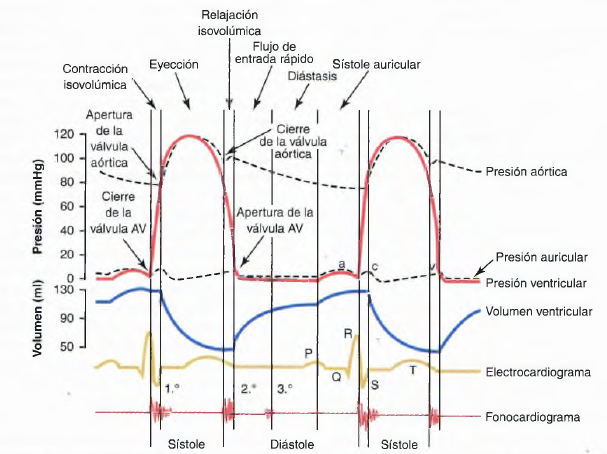 Relajación
isovolúmica
Flujo de
entrada rápido
Contracción
isovolúmica
Eyección
Diástasis
Sístole auricular
Apertura
de la
válvula
aórtica
Cierre
de la válvula
aórtica
Cierre
de la
válvula AV
Apertura de la
válvula AV
Presión (mmHg)
120
100
80
60
40
20
0
Volumen (ml)
130
90
50
a
c
Presión aórtica
Presión auricular
Presión ventricular
Volumen ventricular
Electrocardiograma
Fonocardiograma
P
Q
R
S
T
1.º
2.º
3.º
Sístole
Diástole
Sístole